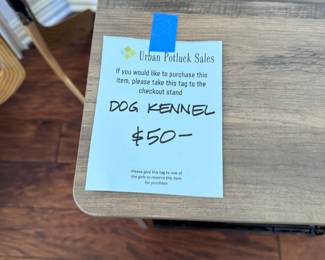 Urban Potluck Sales
If you would like to purchase this
item, please take this tag to the
checkout stand
DOG KENNEL
$50-
Please give this tag to one of
the girls to reserve this item
for purchase